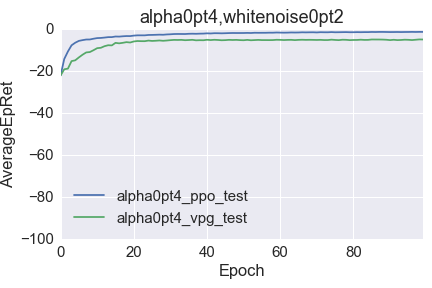 alpha0pt4,whitenoise0pt2
AverageEpRet
0
−20
−40
−60
−80
−100
alpha0pt4_ppo_test
alpha0pt4_vpg_test
0 20 40 60 80
Epoch